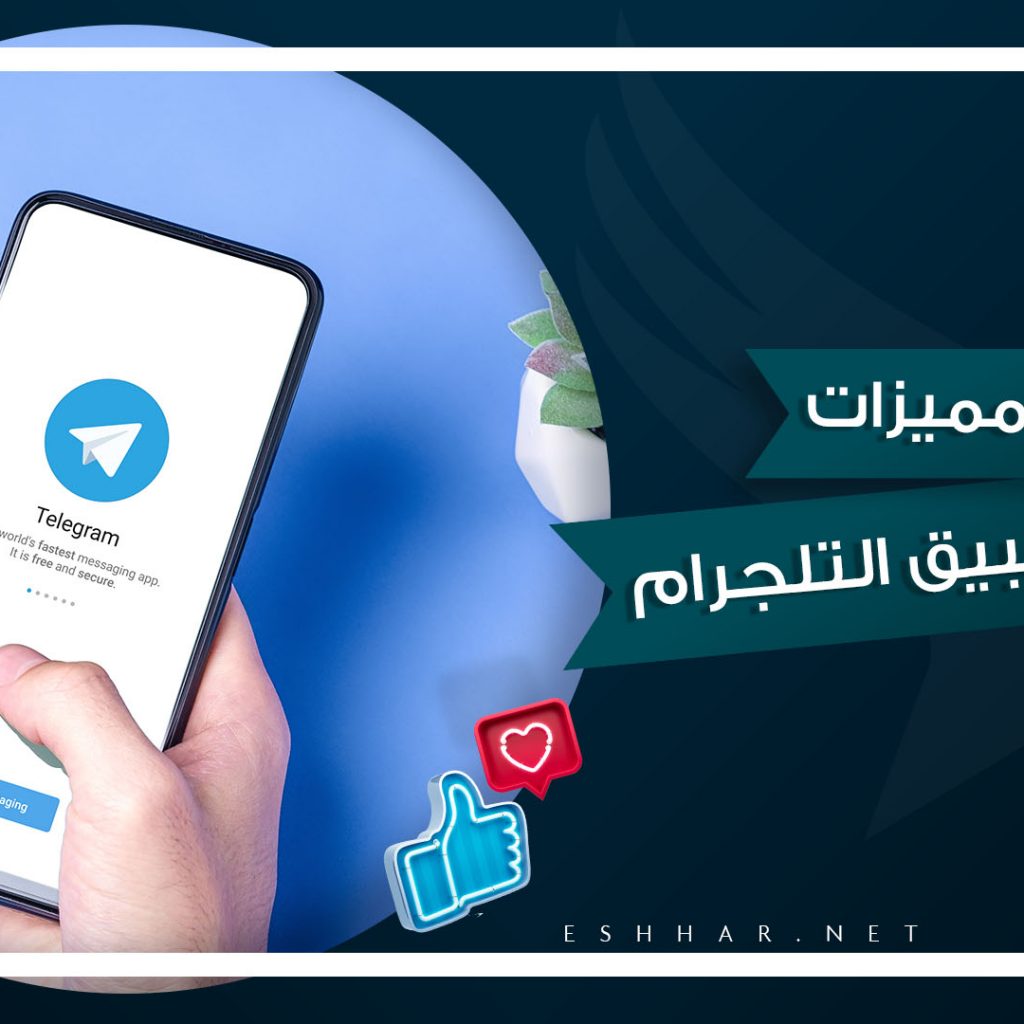 مميزات
بيق التلجرام
Telegram
world's fastest messaging app.
It is free and secure.
aging
ESHHAR.NET